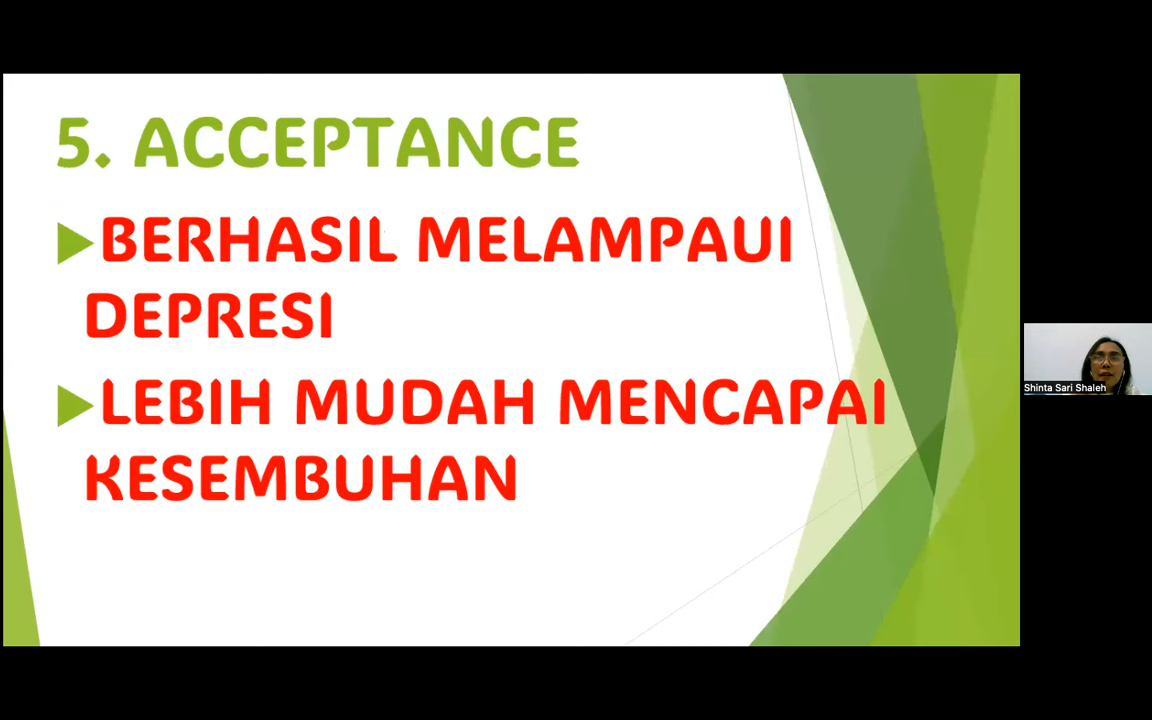 5. ACCEPTANCE
BERHASIL MELAMPAUI
DEPRESI
LEBIH MUDAH MENCAPAI
KESEMBUHAN
Shinta Sari Shaleh